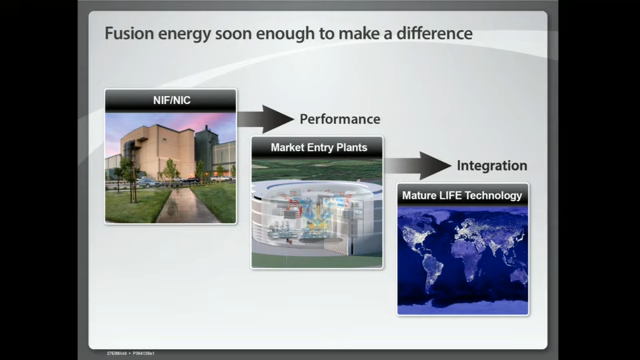 Fusion energy soon enough to make a difference
NIF/NIC
Performance
Market Entry Plants
Integration
Mature LIFE Technology